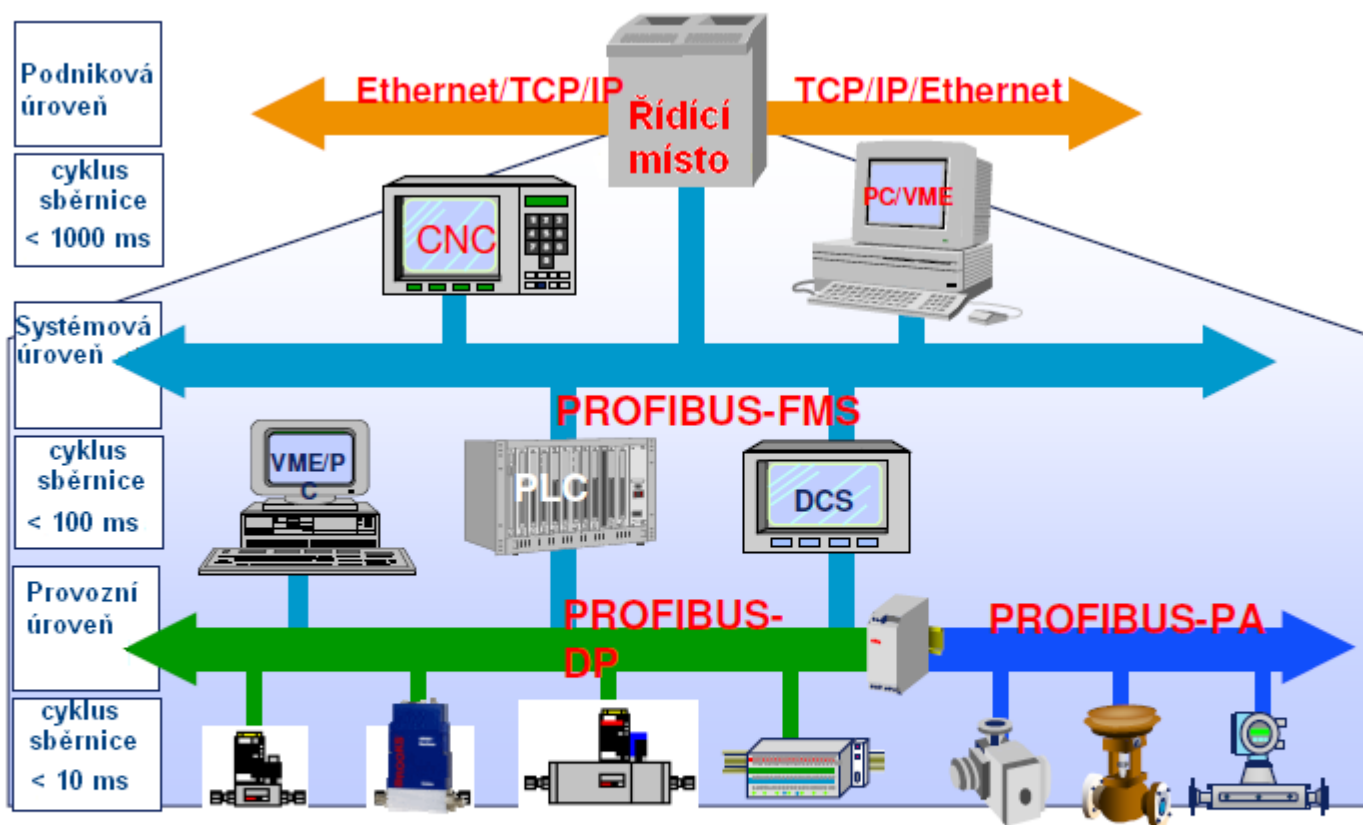 Podniková
úroveň
Ethernet/TCP/IP
TCP/IP/Ethernet
Řídící
místo
cyklus
sběrnice
< 1000 ms
CNC
PC/VME
Systémová
úroveň
PROFIBUS-FMS
cyklus
sběrnice
< 100 ms
VME/P
C
PLC
DCS
Provozní
úroveň
PROFIBUS-
DP
PROFIBUS-PA
cyklus
sběrnice
< 10 ms